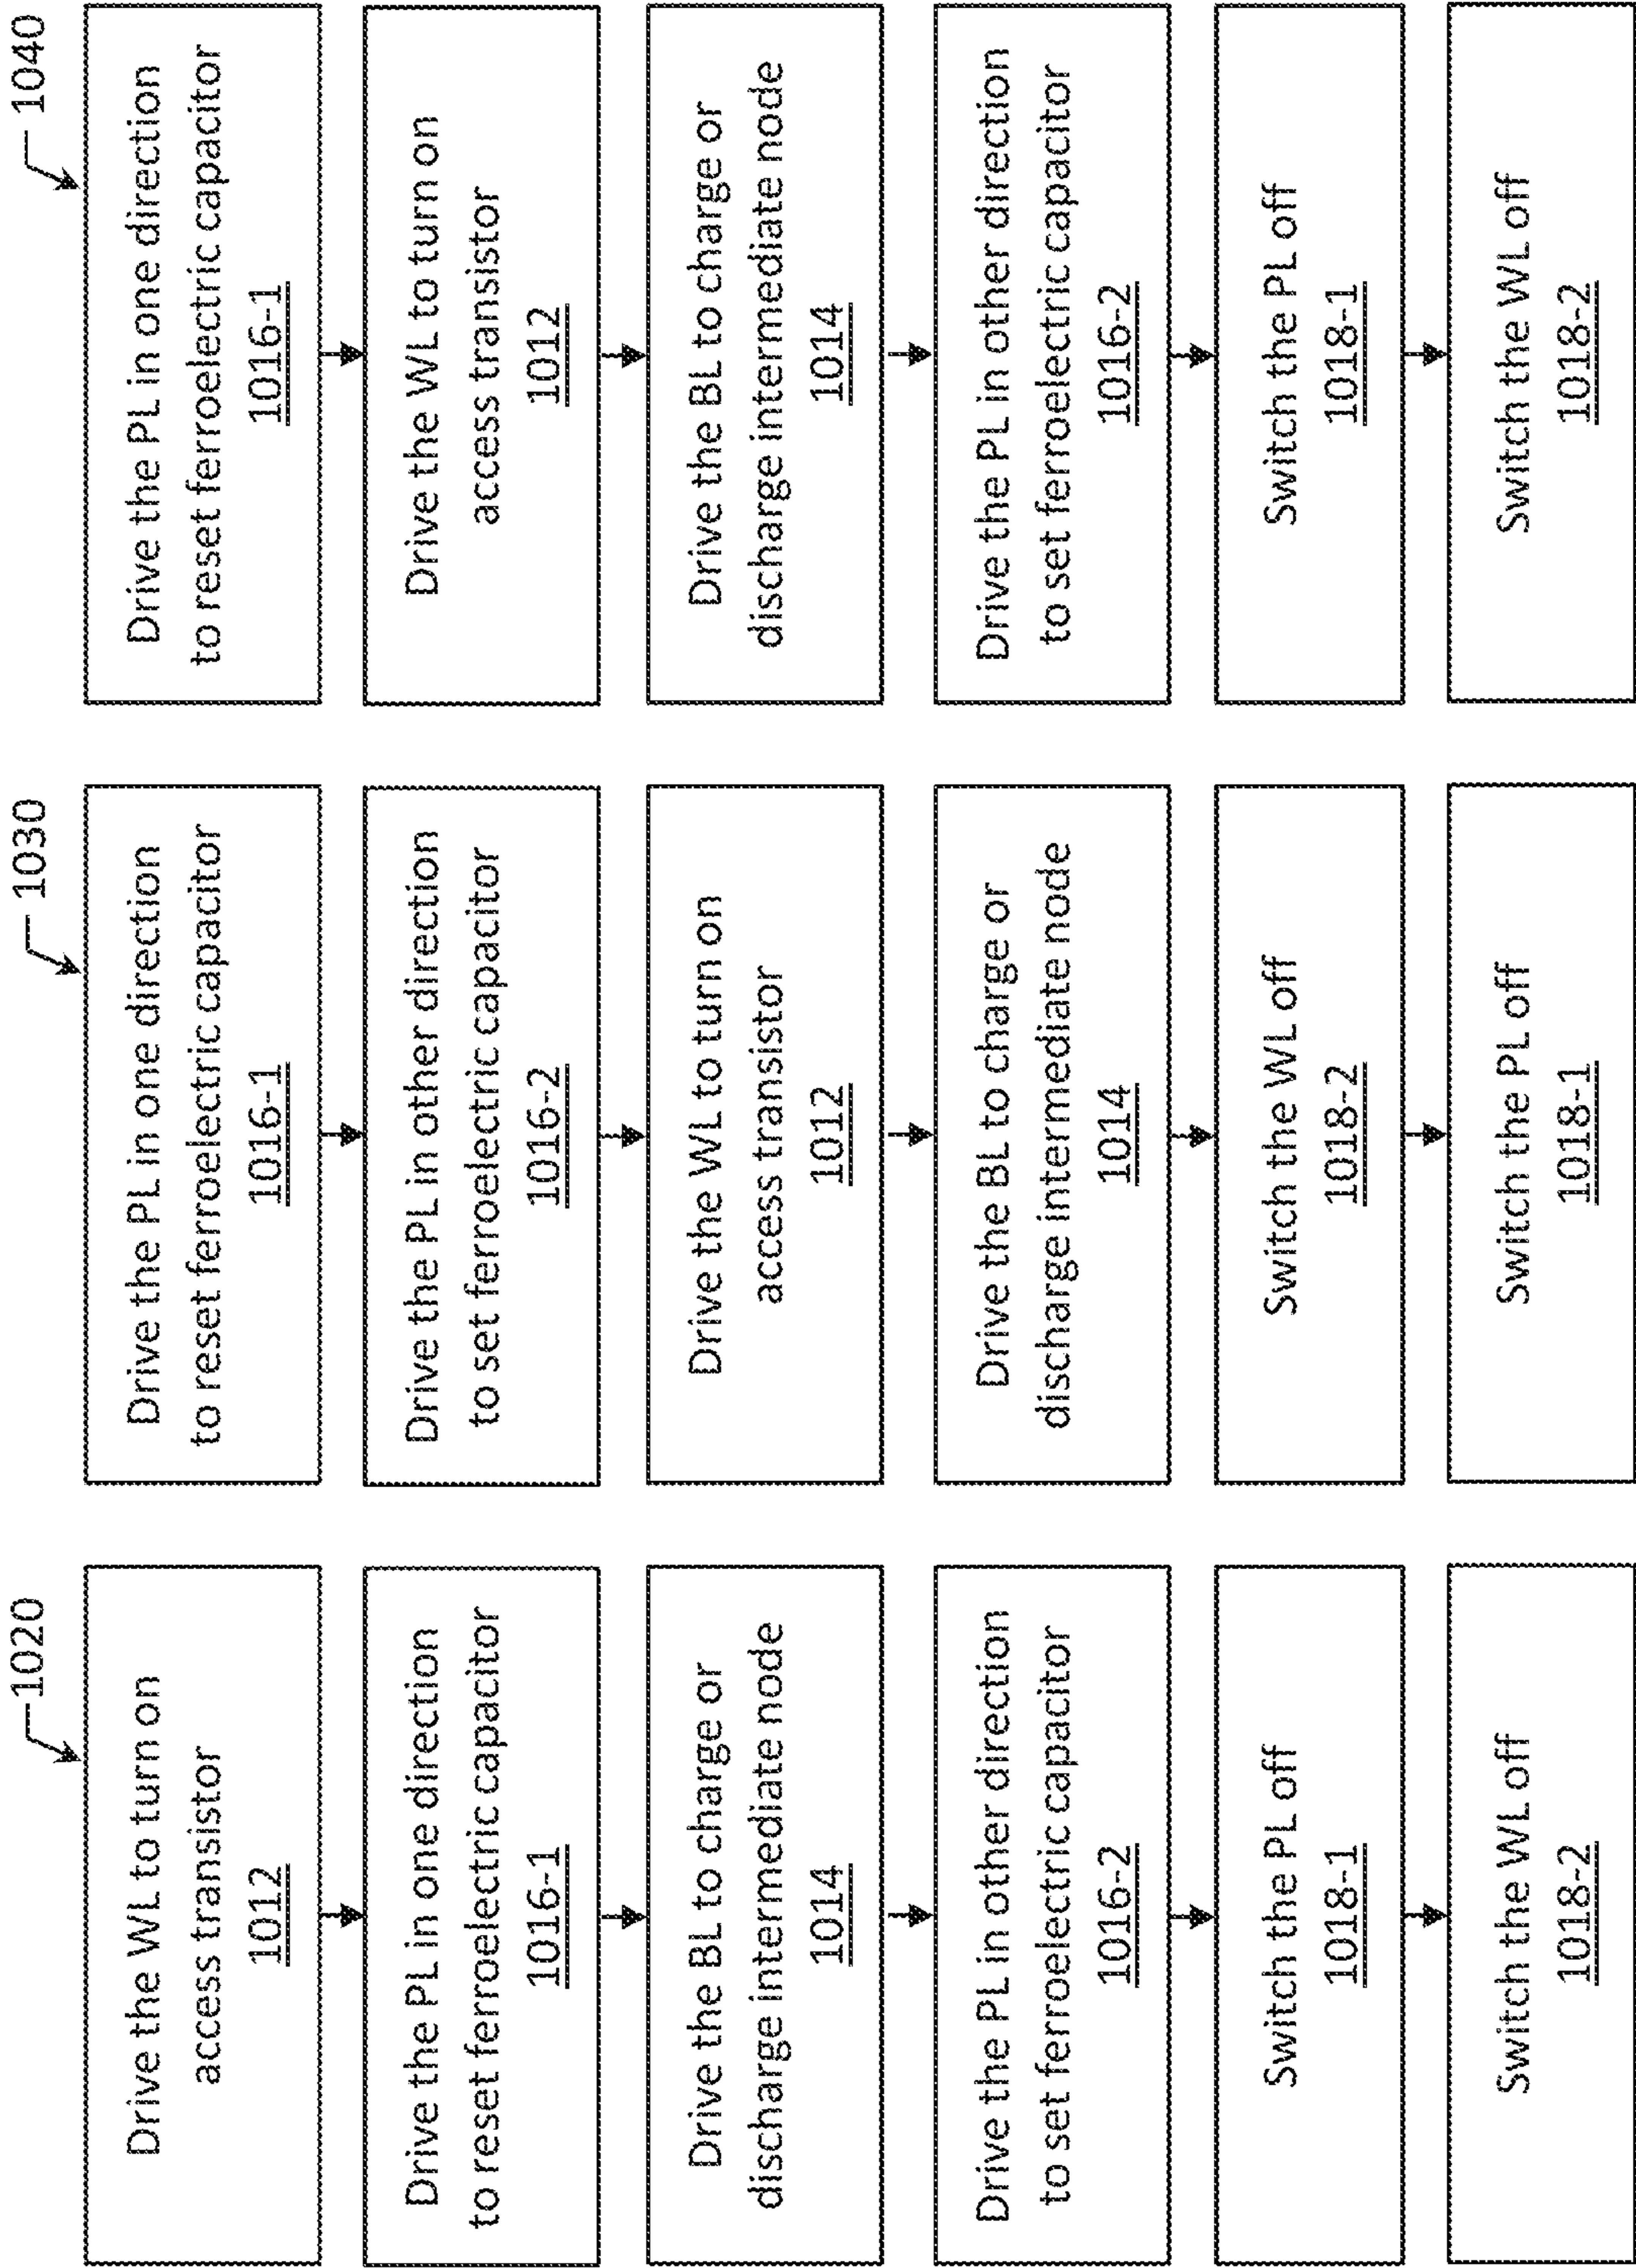 1020
Drive the WL to turn on
access transistor
1012
Drive the PL in one direction
to reset ferroelectric capacitor
1016-1
Drive the BL to charge or
discharge intermediate node
1014
Drive the PL in other direction
to set ferroelectric capacitor
1016-2
Switch the PL off
1018-1
Switch the WL off
1018-2
1030
Drive the PL in one direction
to reset ferroelectric capacitor
1016-1
Drive the PL in other direction
to set ferroelectric capacitor
1016-2
Drive the WL to turn on
access transistor
1012
Drive the BL to charge or
discharge intermediate node
1014
Switch the WL off
1018-2
Switch the PL off
1018-1
1040
Drive the PL in one direction
to reset ferroelectric capacitor
1016-1
Drive the WL to turn on
access transistor
1012
Drive the BL to charge or
discharge intermediate node
1014
Drive the PL in other direction
to set ferroelectric capacitor
1016-2
Switch the PL off
1018-1
Switch the WL off
1018-2